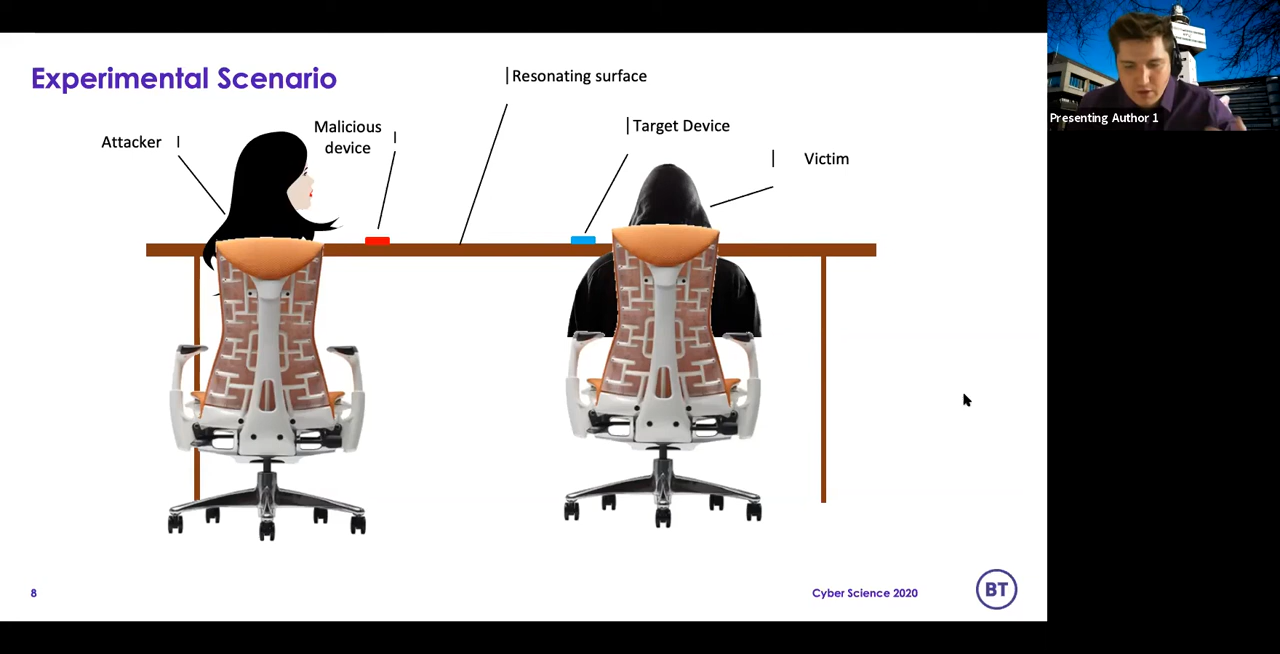 Experimental Scenario
Resonating surface
Attacker
Malicious
device
Target Device
Victim
Presenting Author 1
8
Cyber Science 2020
BT